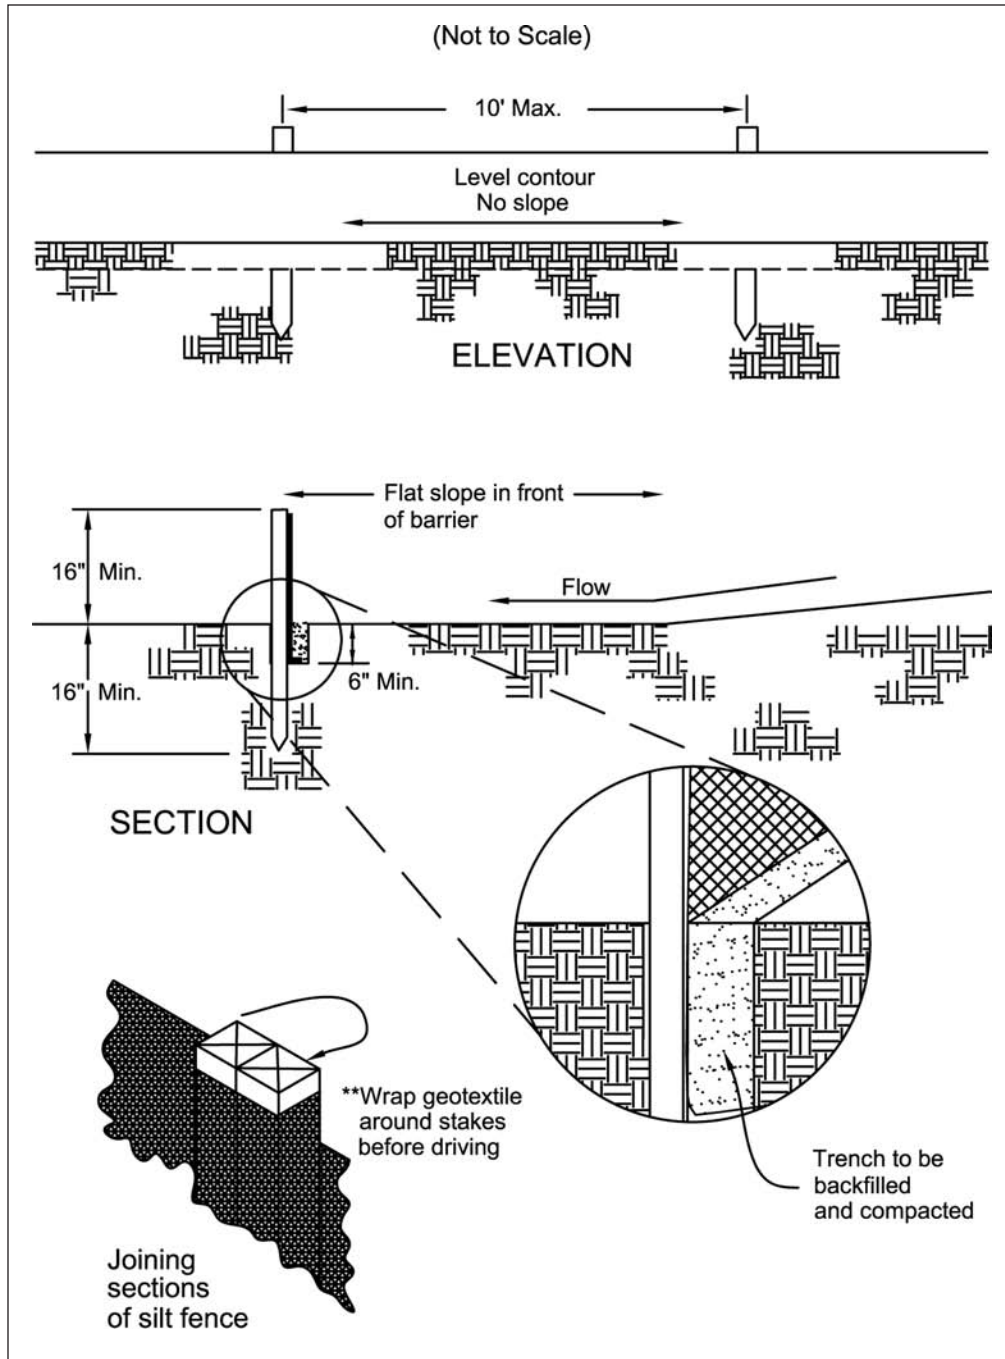 (Not to Scale)
10' Max.
Level contour
No slope
ELEVATION
Flat slope in front
of barrier
16" Min.
Flow
16" Min.
6" Min.
SECTION
**Wrap geotextile
around stakes
before driving
Trench to be
backfilled
and compacted
Joining
sections
of silt fence